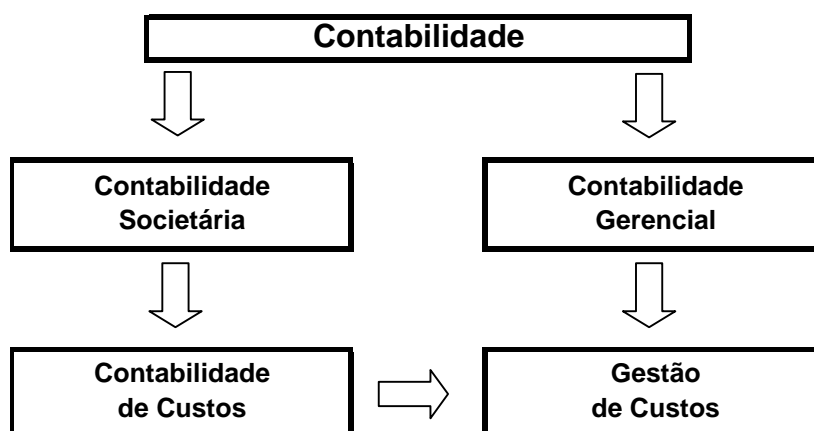 Contabilidade
Contabilidade
Societária
Contabilidade
Gerencial
Contabilidade
de Custos
Gestão
de Custos